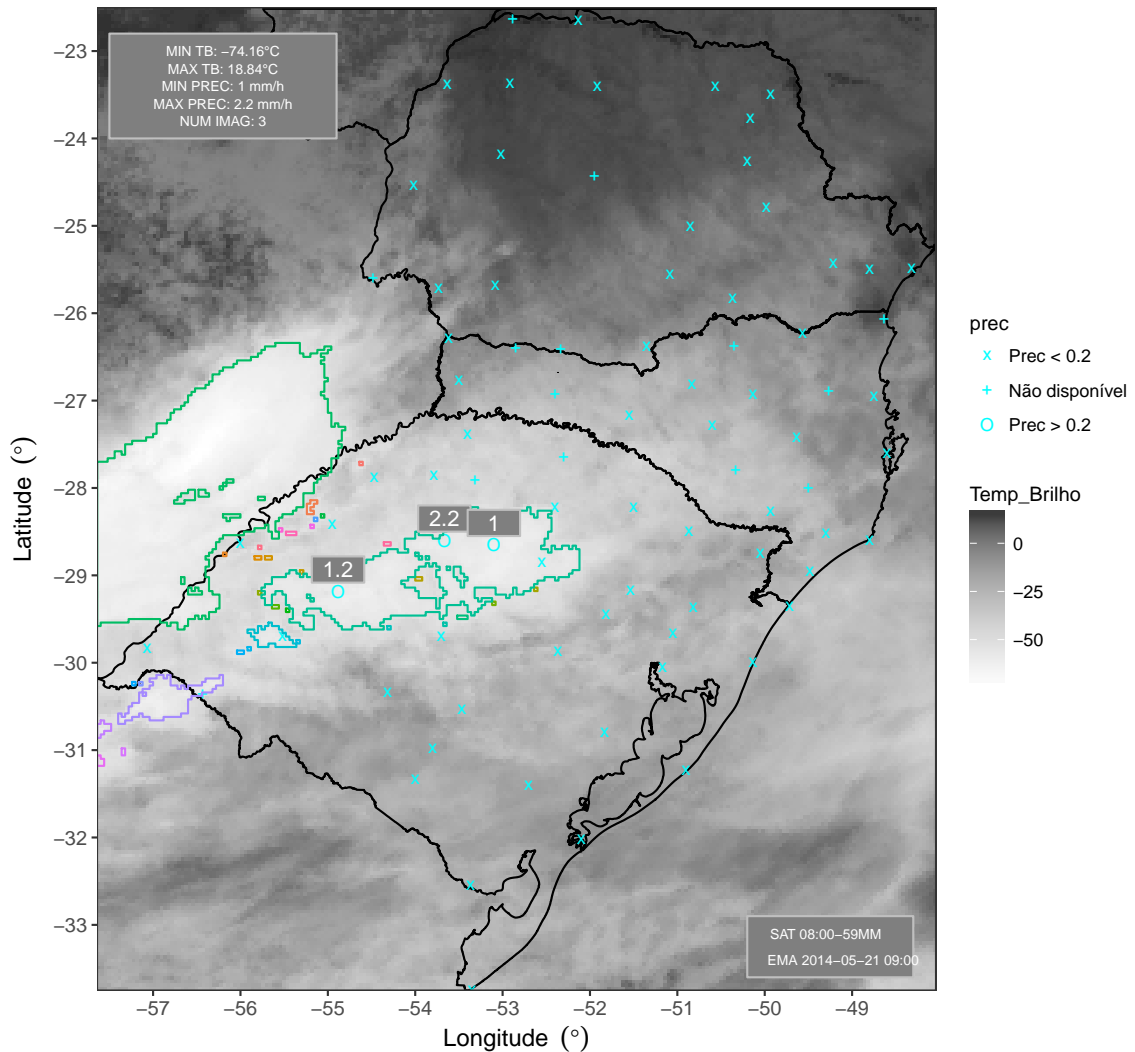 MIN TB: −74.16°C
MAX TB: 18.84°C
MIN PREC: 1 mm/h
MAX PREC: 2.2 mm/h
NUM IMAG: 3
−23
−24
−25
−26
−27
−28
−29
−30
−31
−32
−33
Latitude (°)
2.2
1
1.2
SAT 08:00−59MM
EMA 2014−05−21 09:00
−57
−56
−55
−54
−53
−52
−51
−50
−49
Longitude (°)
prec
x Prec < 0.2
+ Não disponível
O Prec > 0.2
Temp_Brilho
0
−25
−50